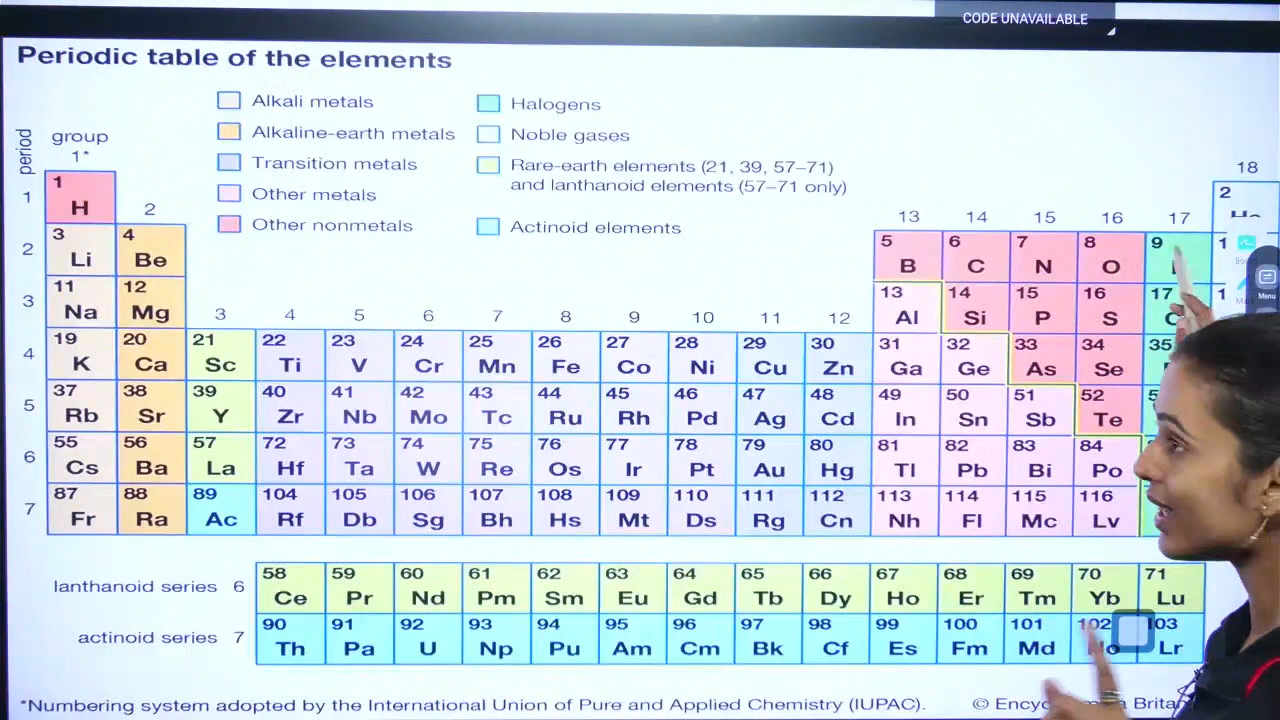 CODE UNAVAILABLE
Periodic table of the elements
Alkali metals
Alkaline-earth metals
Transition metals
Other metals
Other nonmetals
Halogens
Noble gases
Rare-earth elements (21, 39, 57–71)
and lanthanoid elements (57–71 only)
Actinoid elements
period
group
1* 18
1 1 2
H
2 13 14 15 16 17
2 3 4 5 6 7 8 9 1
Li Be B C N O
3 11 12 13 14 15 16 17 1
Na Mg Al Si P S
Menu
3 4 5 6 7 8 9 10 11 12
4 19 20 21 22 23 24 25 26 27 28 29 30 31 32 33 34 35
K Ca Sc Ti V Cr Mn Fe Co Ni Cu Zn Ga Ge As Se
5 37 38 39 40 41 42 43 44 45 46 47 48 49 50 51 52
Rb Sr Y Zr Nb Mo Tc Ru Rh Pd Ag Cd In Sn Sb Te
6 55 56 57 72 73 74 75 76 77 78 79 80 81 82 83 84
Cs Ba La Hf Ta W Re Os Ir Pt Au Hg Tl Pb Bi Po
7 87 88 89 104 105 106 107 108 109 110 111 112 113 114 115 116
Fr Ra Ac Rf Db Sg Bh Hs Mt Ds Rg Cn Nh Fl Mc Lv
lanthanoid series 6 58 59 60 61 62 63 64 65 66 67 68 69 70 71
Ce Pr Nd Pm Sm Eu Gd Tb Dy Ho Er Tm Yb Lu
actinoid series 7 90 91 92 93 94 95 96 97 98 99 100 101 102 103
Th Pa U Np Pu Am Cm Bk Cf Es Fm Md Lr
*Numbering system adopted by the International Union of Pure and Applied Chemistry (IUPAC). ©